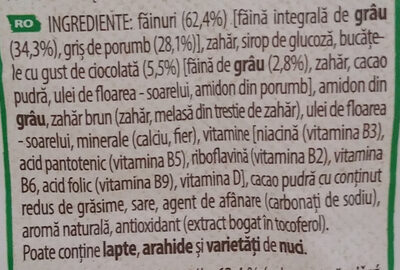 RO INGREDIENTE: făinuri (62,4%) [făină integrală de grâu
(34,3%), griș de porumb (28,1%)], zahăr, sirop de glucoză, bucăţe-
le cu gust de ciocolată (5,5%) [făină de grâu (2,8%), zahăr, cacao
pudră, ulei de floarea - soarelui, amidon din porumb], amidon din
grâu, zahăr brun (zahăr, melasă din trestie de zahăr), ulei de floarea
- soarelui, minerale (calciu, fier), vitamine [niacină (vitamina B3),
acid pantotenic (vitamina B5), riboflavină (vitamina B2), vitamina
B6, acid folic (vitamina B9), vitamina D], cacao pudră cu conținut
redus de grăsime, sare, agent de afânare (carbonați de sodiu),
aromă naturală, antioxidant (extract bogat în tocoferol).
Poate conține lapte, arahide și varietăți de nuci.